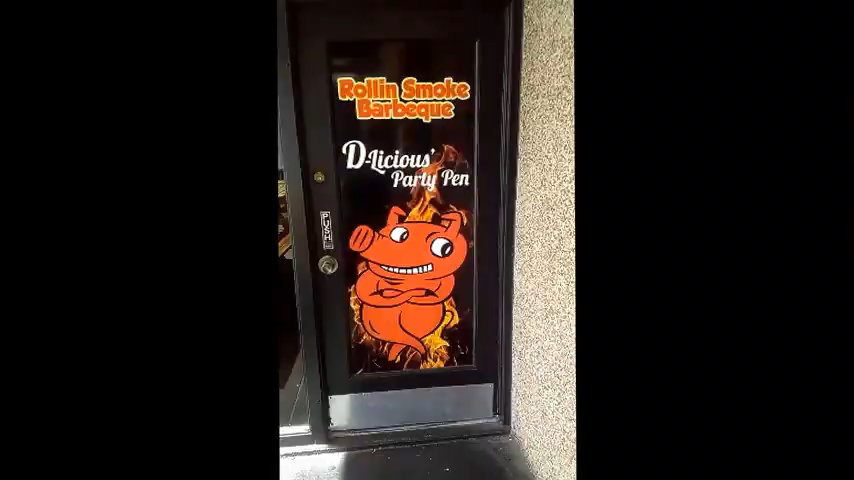 Rollin Smoke
Barbeque
D-Licious'
Party Pen
PUSH